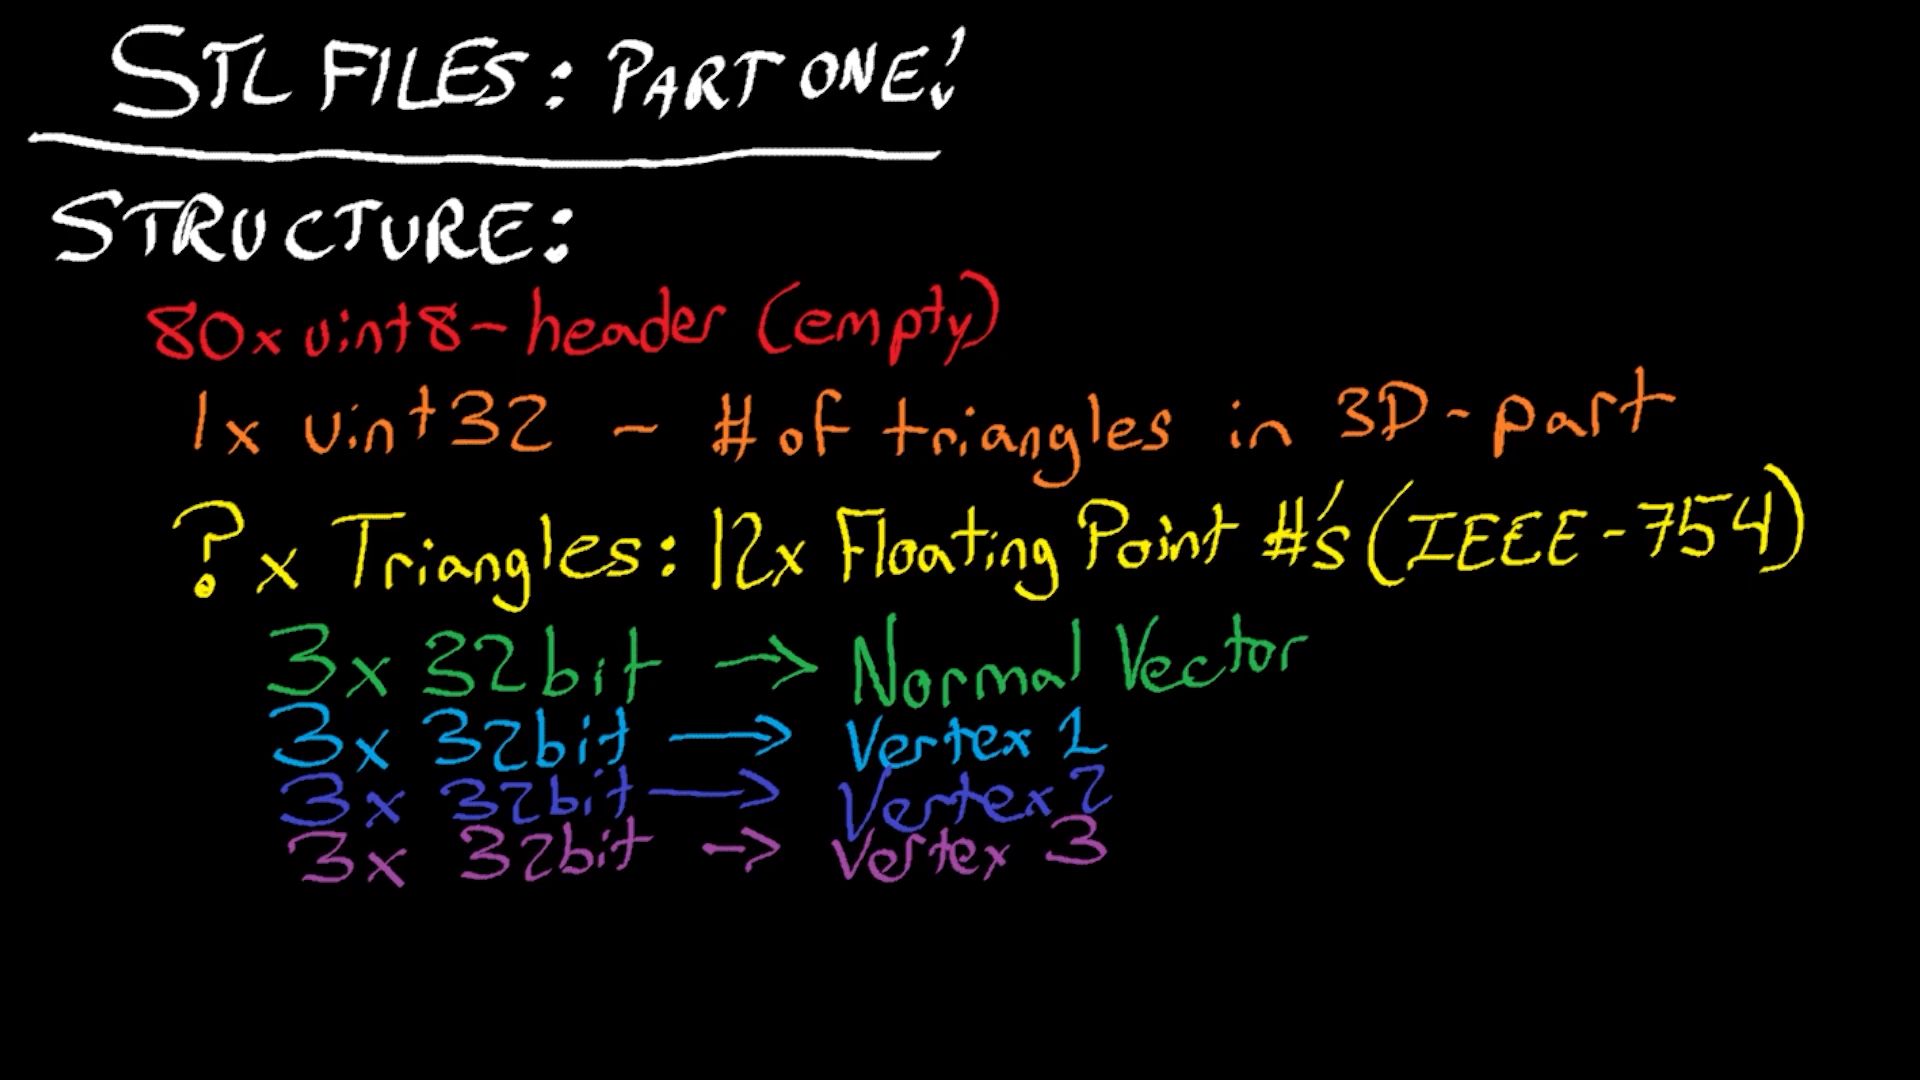 STL FILES: PART ONE!
STRUCTURE:
80x uint8 - header (empty)
1x uint32 - # of triangles in 3D-part
? x Triangles: 12x Floating Point #'s (IEEE-754)
3x 32bit → Normal Vector
3x 32bit → Vertex 1
3x 32bit → Vertex 2
3x 32bit → Vertex 3